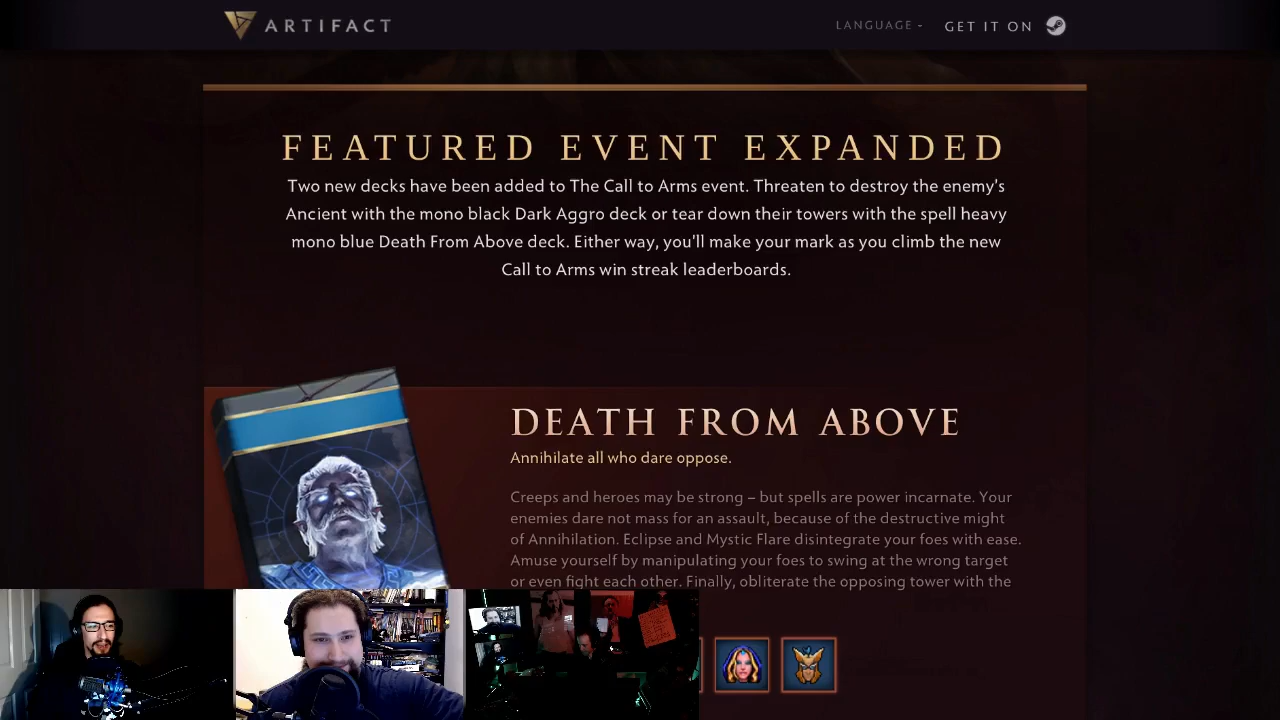 ARTIFACT
LANGUAGE -
GET IT ON
FEATURED EVENT EXPANDED
Two new decks have been added to The Call to Arms event. Threaten to destroy the enemy's
Ancient with the mono black Dark Aggro deck or tear down their towers with the spell heavy
mono blue Death From Above deck. Either way, you'll make your mark as you climb the new
Call to Arms win streak leaderboards.
DEATH FROM ABOVE
Annihilate all who dare oppose.
Creeps and heroes may be strong – but spells are power incarnate. Your
enemies dare not mass for an assault, because of the destructive might
of Annihilation. Eclipse and Mystic Flare disintegrate your foes with ease.
Amuse yourself by manipulating your foes to swing at the wrong target
or even fight each other. Finally, obliterate the opposing tower with the